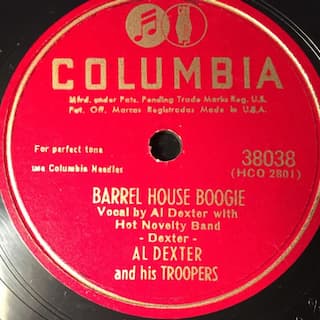 COLUMBIA
Mfrd. under Pats. Pending Trade Marks Reg. U.S.
Pat. Off. Marcas Registradas Made in U.S.A.
For perfect tone
use Columbia Needles
38038
(HCO 2801)
BARREL HOUSE BOOGIE
Vocal by Al Dexter with
Hot Novelty Band
- Dexter -
AL DEXTER
and his TROOPERS